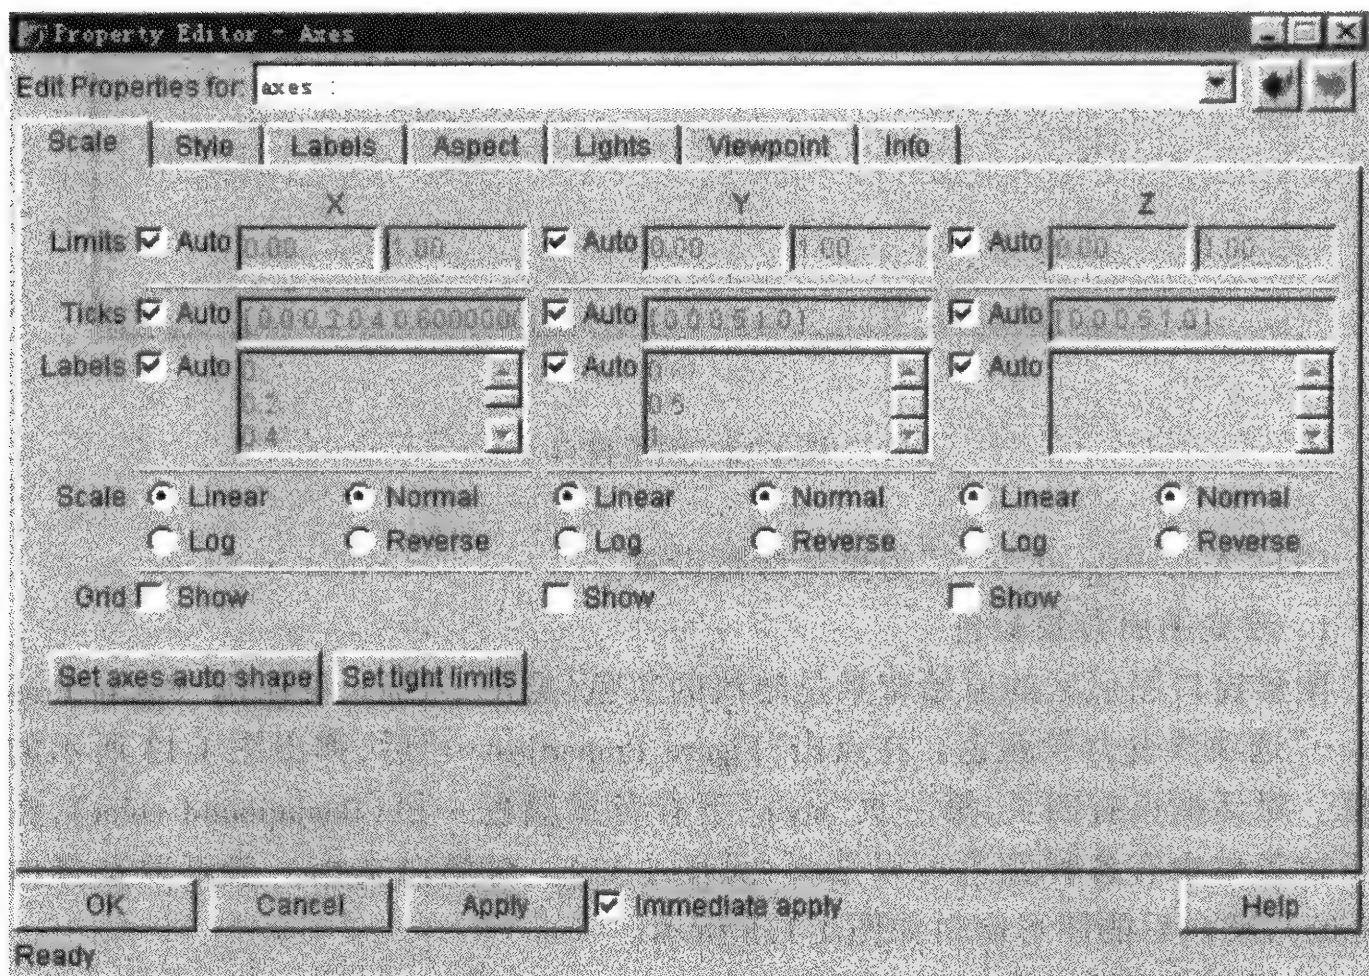 Property Editor - Axes
Edit Properties for: axes :
Scale Style Labels Aspect Lights Viewpoint Info
X Y Z
Limits Auto 0.00 1.00 Auto 0.00 1.00 Auto 0.00 1.00
Ticks Auto [0.0 0.2 0.4 0.600000 Auto [0.0 0.5 1.0] Auto [0.0 0.5 1.0]
Labels Auto 0 Auto 0 Auto
0.2 0.5
0.4 1
Scale Linear Normal Linear Normal Linear Normal
Log Reverse Log Reverse Log Reverse
Grid Show Show Show
Set axes auto shape Set tight limits
OK Cancel Apply Immediate apply Help
Ready